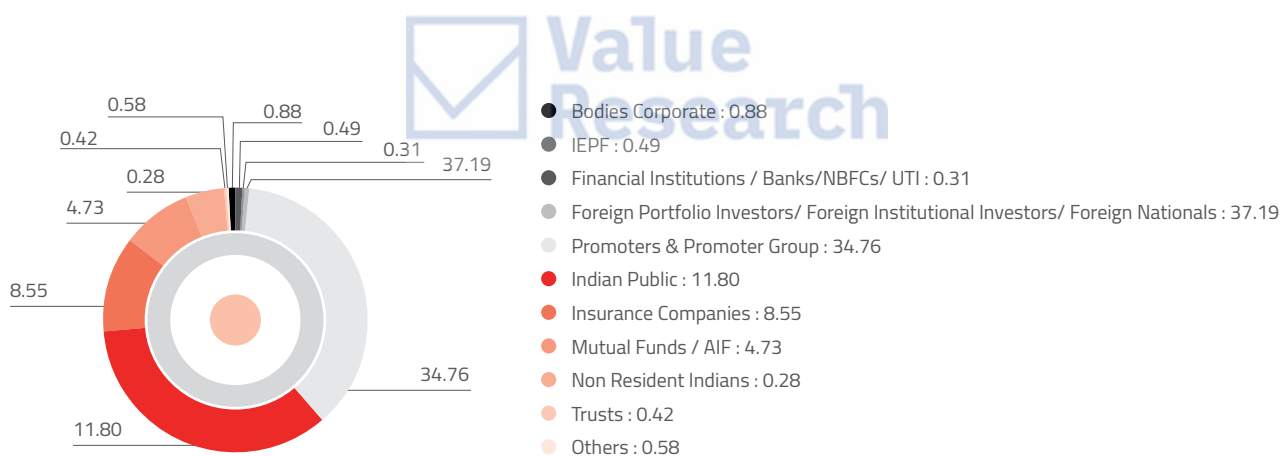 Value
Research
0.58
0.88
0.42
0.49
0.31
37.19
0.28
4.73
8.55
34.76
11.80
Bodies Corporate : 0.88
IEPF : 0.49
Financial Institutions / Banks/NBFCs/ UTI : 0.31
Foreign Portfolio Investors/ Foreign Institutional Investors/ Foreign Nationals : 37.19
Promoters & Promoter Group : 34.76
Indian Public : 11.80
Insurance Companies : 8.55
Mutual Funds / AIF : 4.73
Non Resident Indians : 0.28
Trusts : 0.42
Others : 0.58